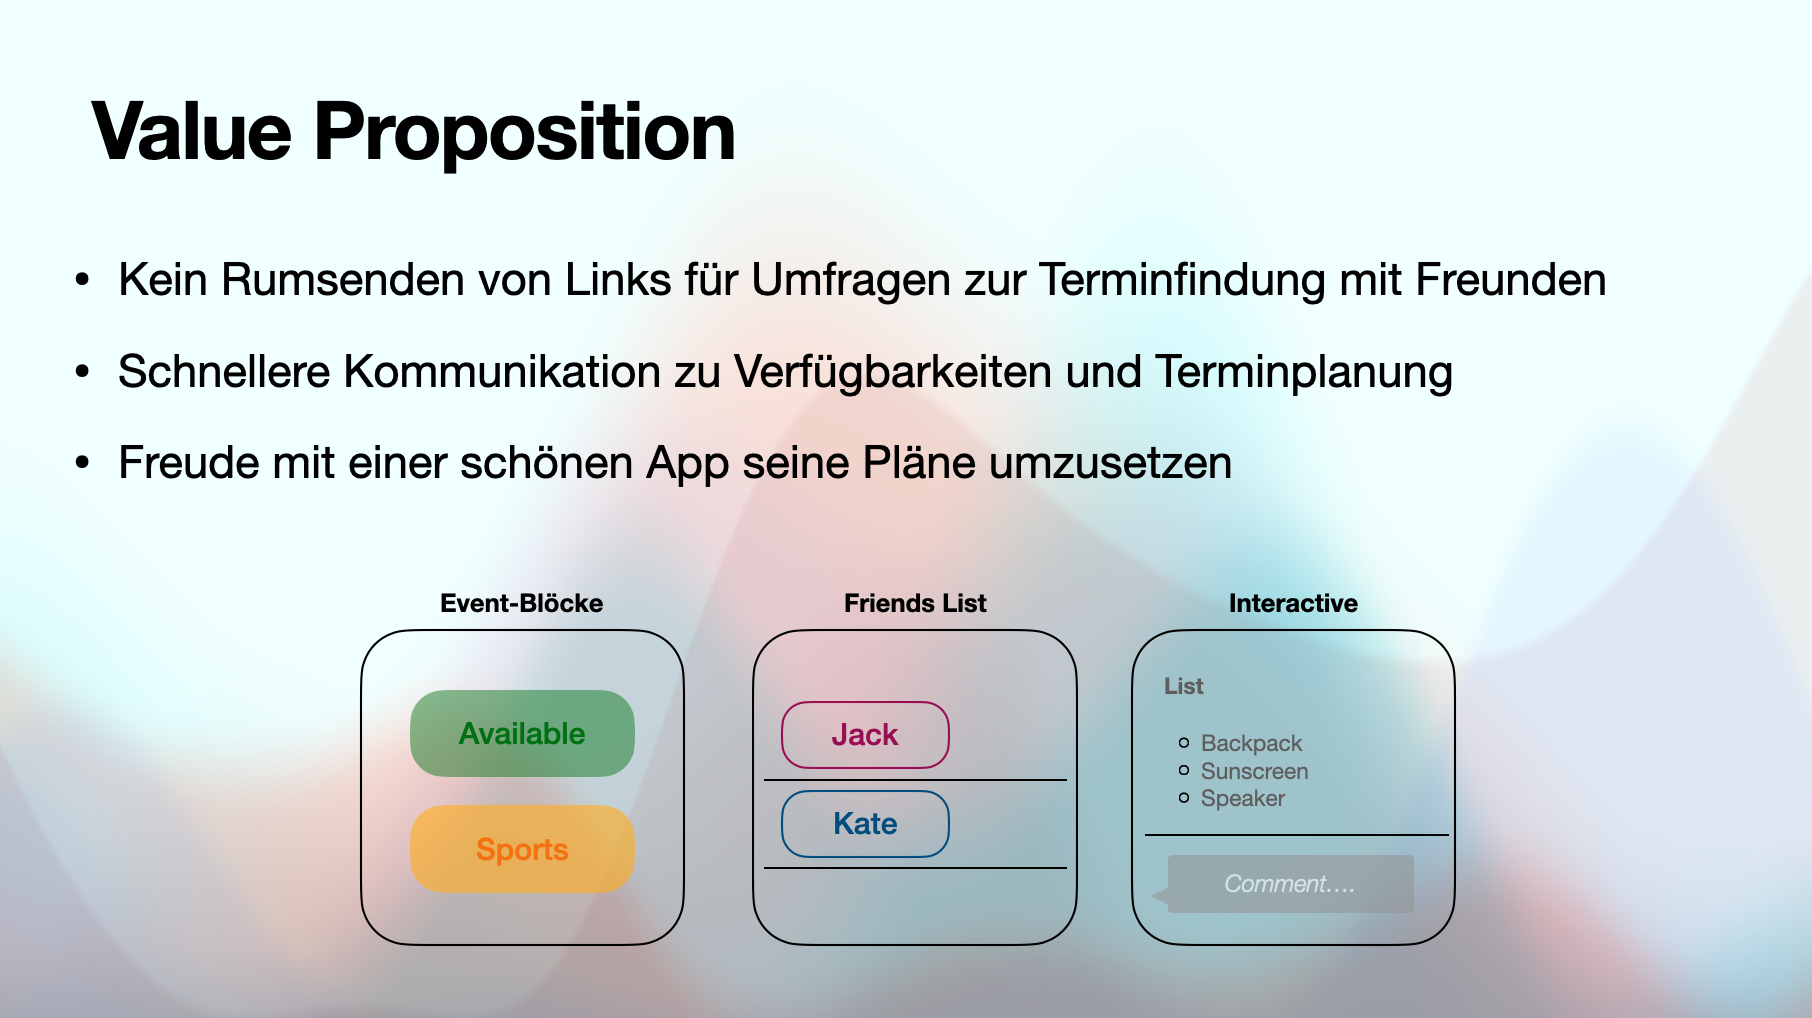 Value Proposition
• Kein Rumsenden von Links für Umfragen zur Terminfindung mit Freunden
• Schnellere Kommunikation zu Verfügbarkeiten und Terminplanung
• Freude mit einer schönen App seine Pläne umzusetzen
Event-Blöcke
Available
Sports
Friends List
Jack
Kate
Interactive
List
Backpack
Sunscreen
Speaker
Comment....